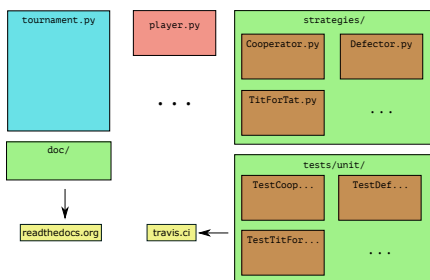 tournament.py
player.py
. . .
strategies/
Cooperator.py
Defector.py
TitForTat.py
. . .
doc/
tests/unit/
TestCoop...
TestDef...
readthedocs.org
travis.ci
TestTitFor...
. . .